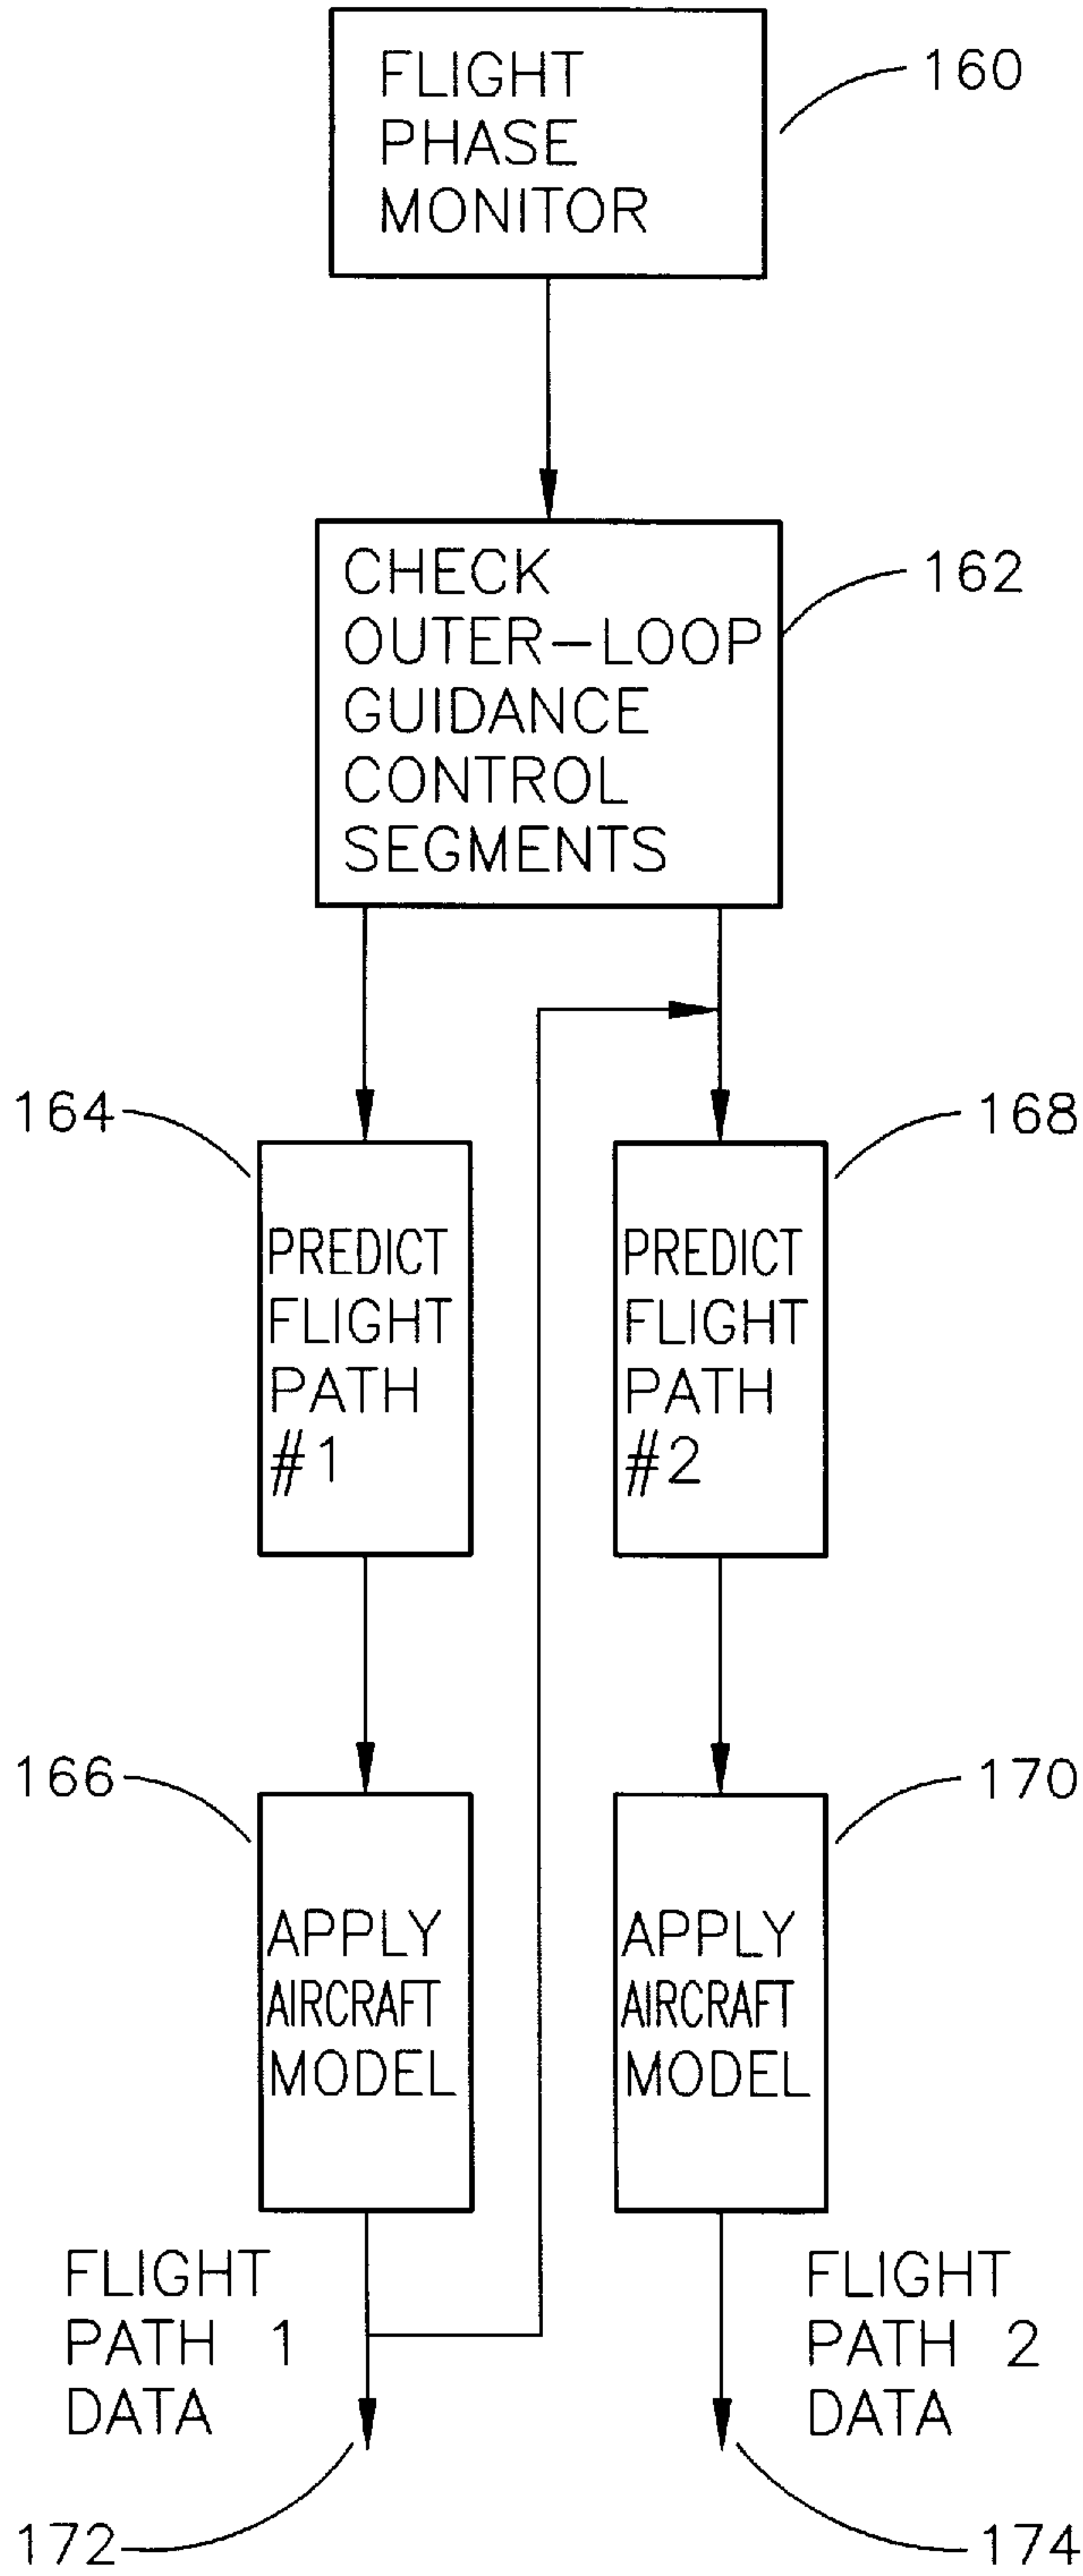 FLIGHT
PHASE
MONITOR
160
CHECK
OUTER-LOOP
GUIDANCE
CONTROL
SEGMENTS
162
164
PREDICT
FLIGHT
PATH
#1
168
PREDICT
FLIGHT
PATH
#2
166
APPLY
AIRCRAFT
MODEL
170
APPLY
AIRCRAFT
MODEL
FLIGHT
PATH 1
DATA
172
FLIGHT
PATH 2
DATA
174